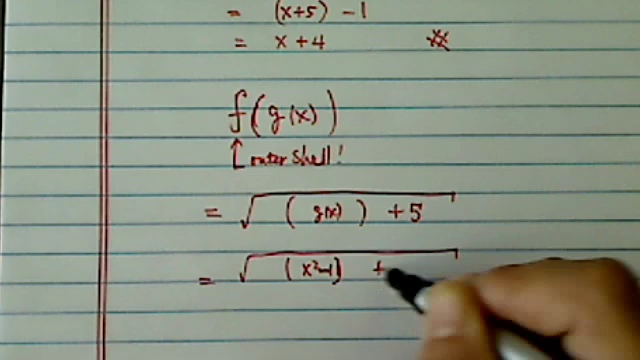 = (x+5) -1
= x+4
f(g(x))
outer shell!
= √( g(x) ) +5
= √( x²-1) +